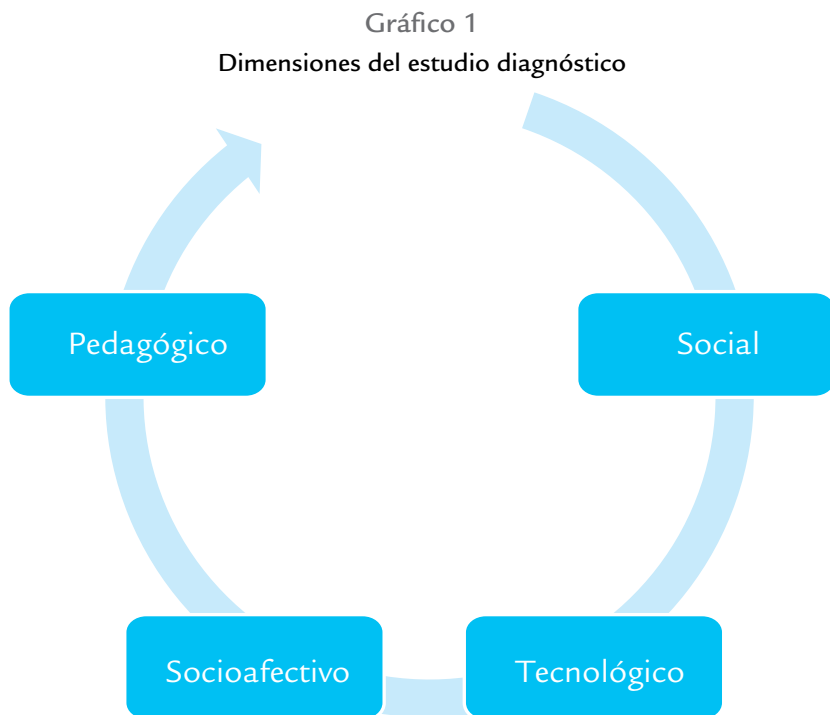 Gráfico 1
Dimensiones del estudio diagnóstico
Pedagógico
Social
Socioafectivo
Tecnológico